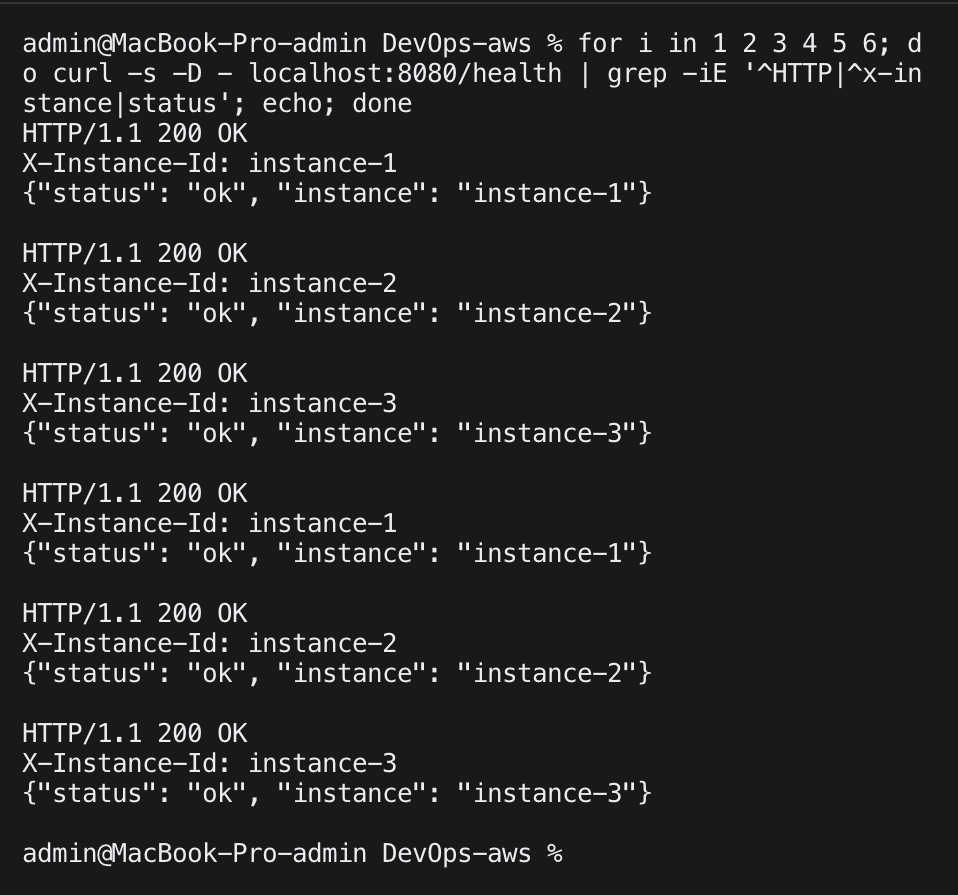 admin@MacBook-Pro-admin DevOps-aws % for i in 1 2 3 4 5 6; d
o curl -s -D - localhost:8080/health | grep -iE '^HTTP|^x-in
stance|status'; echo; done
HTTP/1.1 200 OK
X-Instance-Id: instance-1
{"status": "ok", "instance": "instance-1"}

HTTP/1.1 200 OK
X-Instance-Id: instance-2
{"status": "ok", "instance": "instance-2"}

HTTP/1.1 200 OK
X-Instance-Id: instance-3
{"status": "ok", "instance": "instance-3"}

HTTP/1.1 200 OK
X-Instance-Id: instance-1
{"status": "ok", "instance": "instance-1"}

HTTP/1.1 200 OK
X-Instance-Id: instance-2
{"status": "ok", "instance": "instance-2"}

HTTP/1.1 200 OK
X-Instance-Id: instance-3
{"status": "ok", "instance": "instance-3"}

admin@MacBook-Pro-admin DevOps-aws %